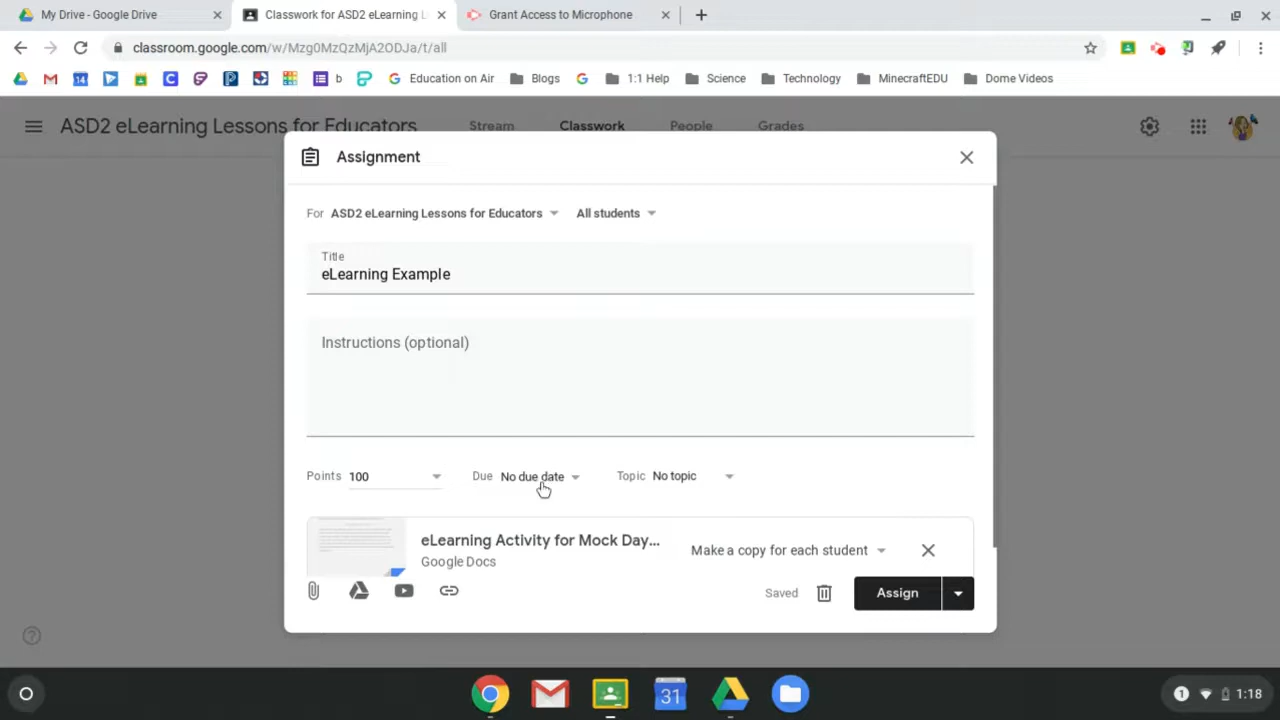 My Drive - Google Drive
Classwork for ASD2 eLearning L
Grant Access to Microphone
classroom.google.com/w/Mzg0MzQzMjA2ODJa/t/all
b
Education on Air
Blogs
1:1 Help
Science
Technology
MinecraftEDU
Dome Videos
ASD2 eLearning Lessons for Educators
Stream
Classwork
People
Grades
Assignment
For ASD2 eLearning Lessons for Educators All students
Title
eLearning Example
Instructions (optional)
Points 100 Due No due date Topic No topic
eLearning Activity for Mock Day...
Google Docs
Make a copy for each student
Saved
Assign
31
1 1:18